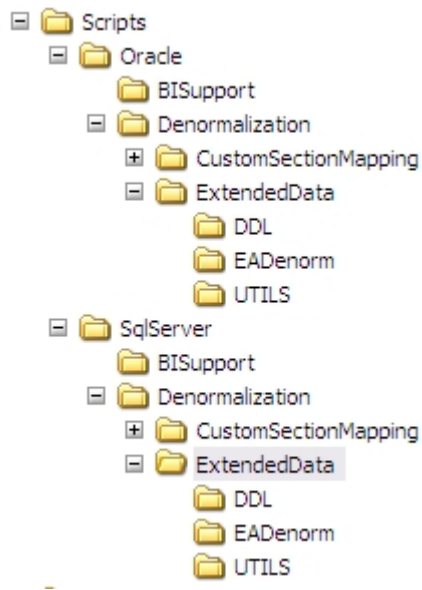 Scripts
Oracle
BISupport
Denormalization
CustomSectionMapping
ExtendedData
DDL
EADenorm
UTILS
SqlServer
BISupport
Denormalization
CustomSectionMapping
ExtendedData
DDL
EADenorm
UTILS